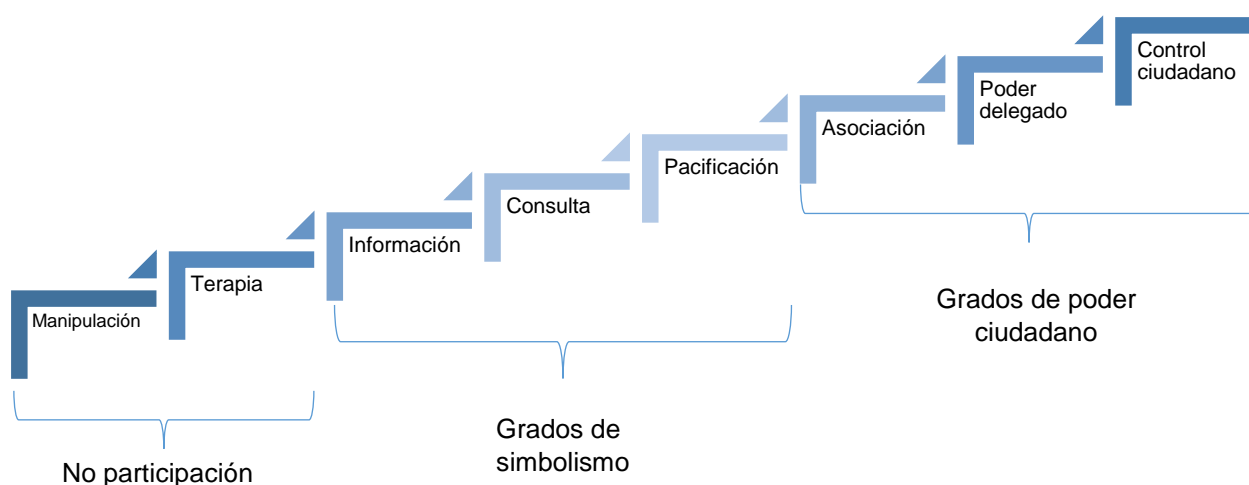 Manipulación
Terapia
Información
Consulta
Pacificación
Asociación
Poder
delegado
Control
ciudadano
No participación
Grados de
simbolismo
Grados de poder
ciudadano